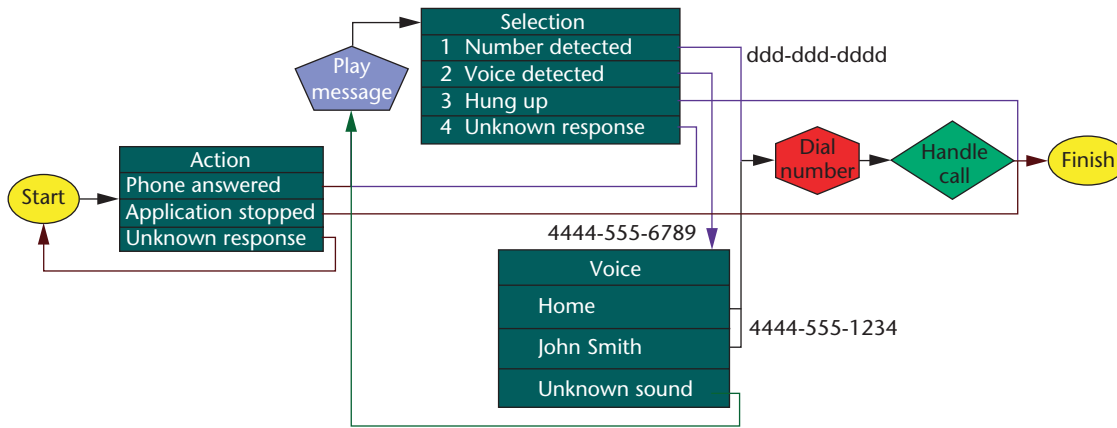 Selection
1 Number detected
2 Voice detected
3 Hung up
4 Unknown response
Play
message
ddd-ddd-dddd
Action
Phone answered
Application stopped
Unknown response
Start
Dial
number
Handle
call
Finish
4444-555-6789
Voice
Home
John Smith
Unknown sound
4444-555-1234